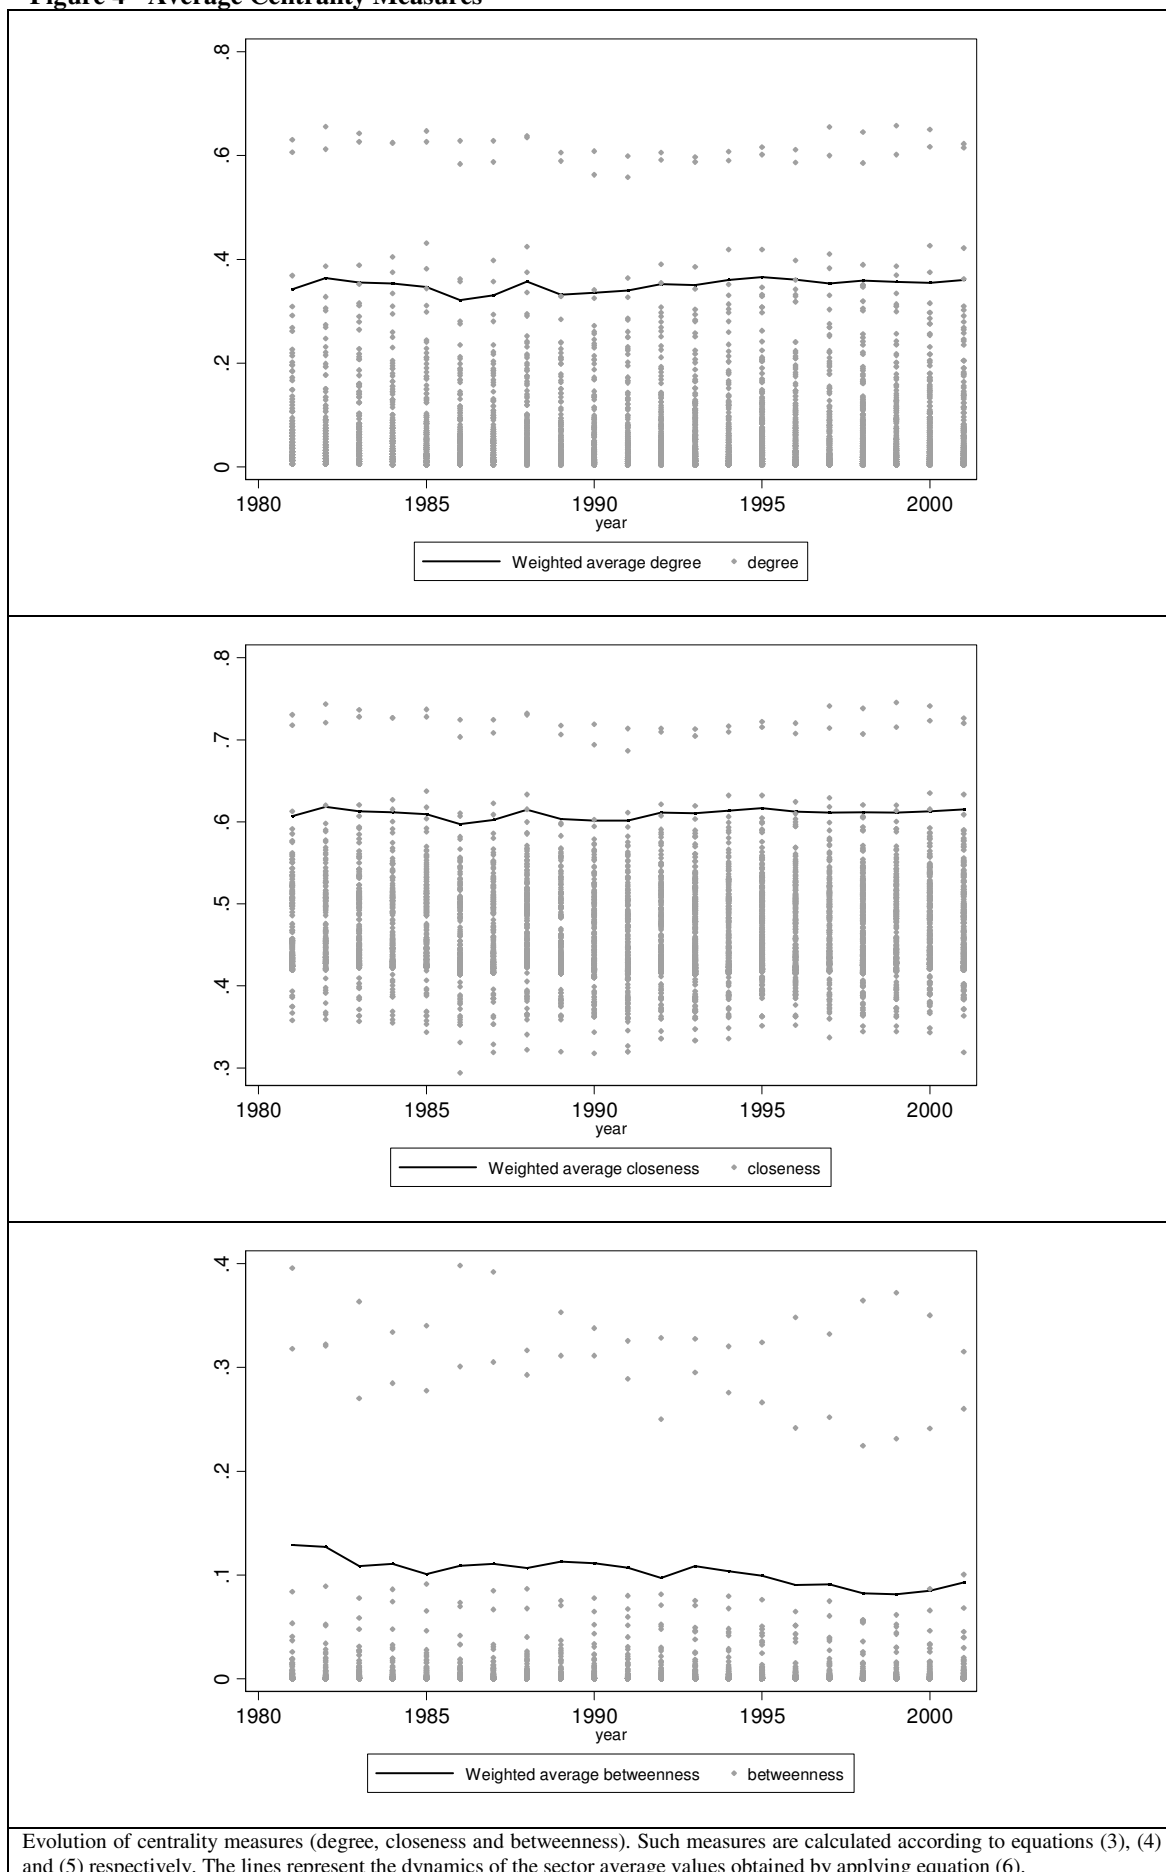 Figure 4 - Average Centrality Measures
.8
.6
.4
.2
0
1980 1985 1990 1995 2000
year
Weighted average degree degree
.8
.7
.6
.5
.4
.3
1980 1985 1990 1995 2000
year
Weighted average closeness closeness
.4
.3
.2
.1
0
1980 1985 1990 1995 2000
year
Weighted average betweenness betweenness
Evolution of centrality measures (degree, closeness and betweenness). Such measures are calculated according to equations (3), (4)
and (5) respectively. The lines represent the dynamics of the sector average values obtained by applying equation (6).